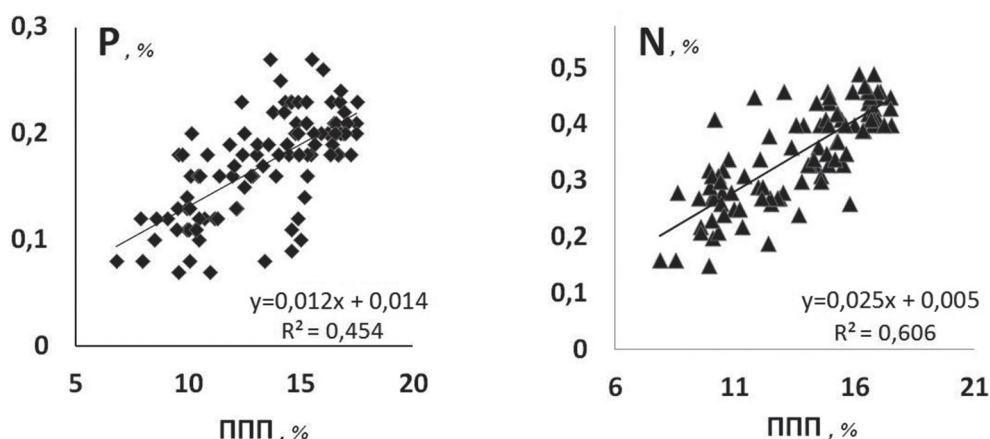 P, %
0,3
0,2
0,1
0
5 10 15 20
y=0,012x + 0,014
R² = 0,454
ППП, %
N, %
0,5
0,4
0,3
0,2
0,1
0
6 11 16 21
y=0,025x + 0,005
R² = 0,606
ППП, %